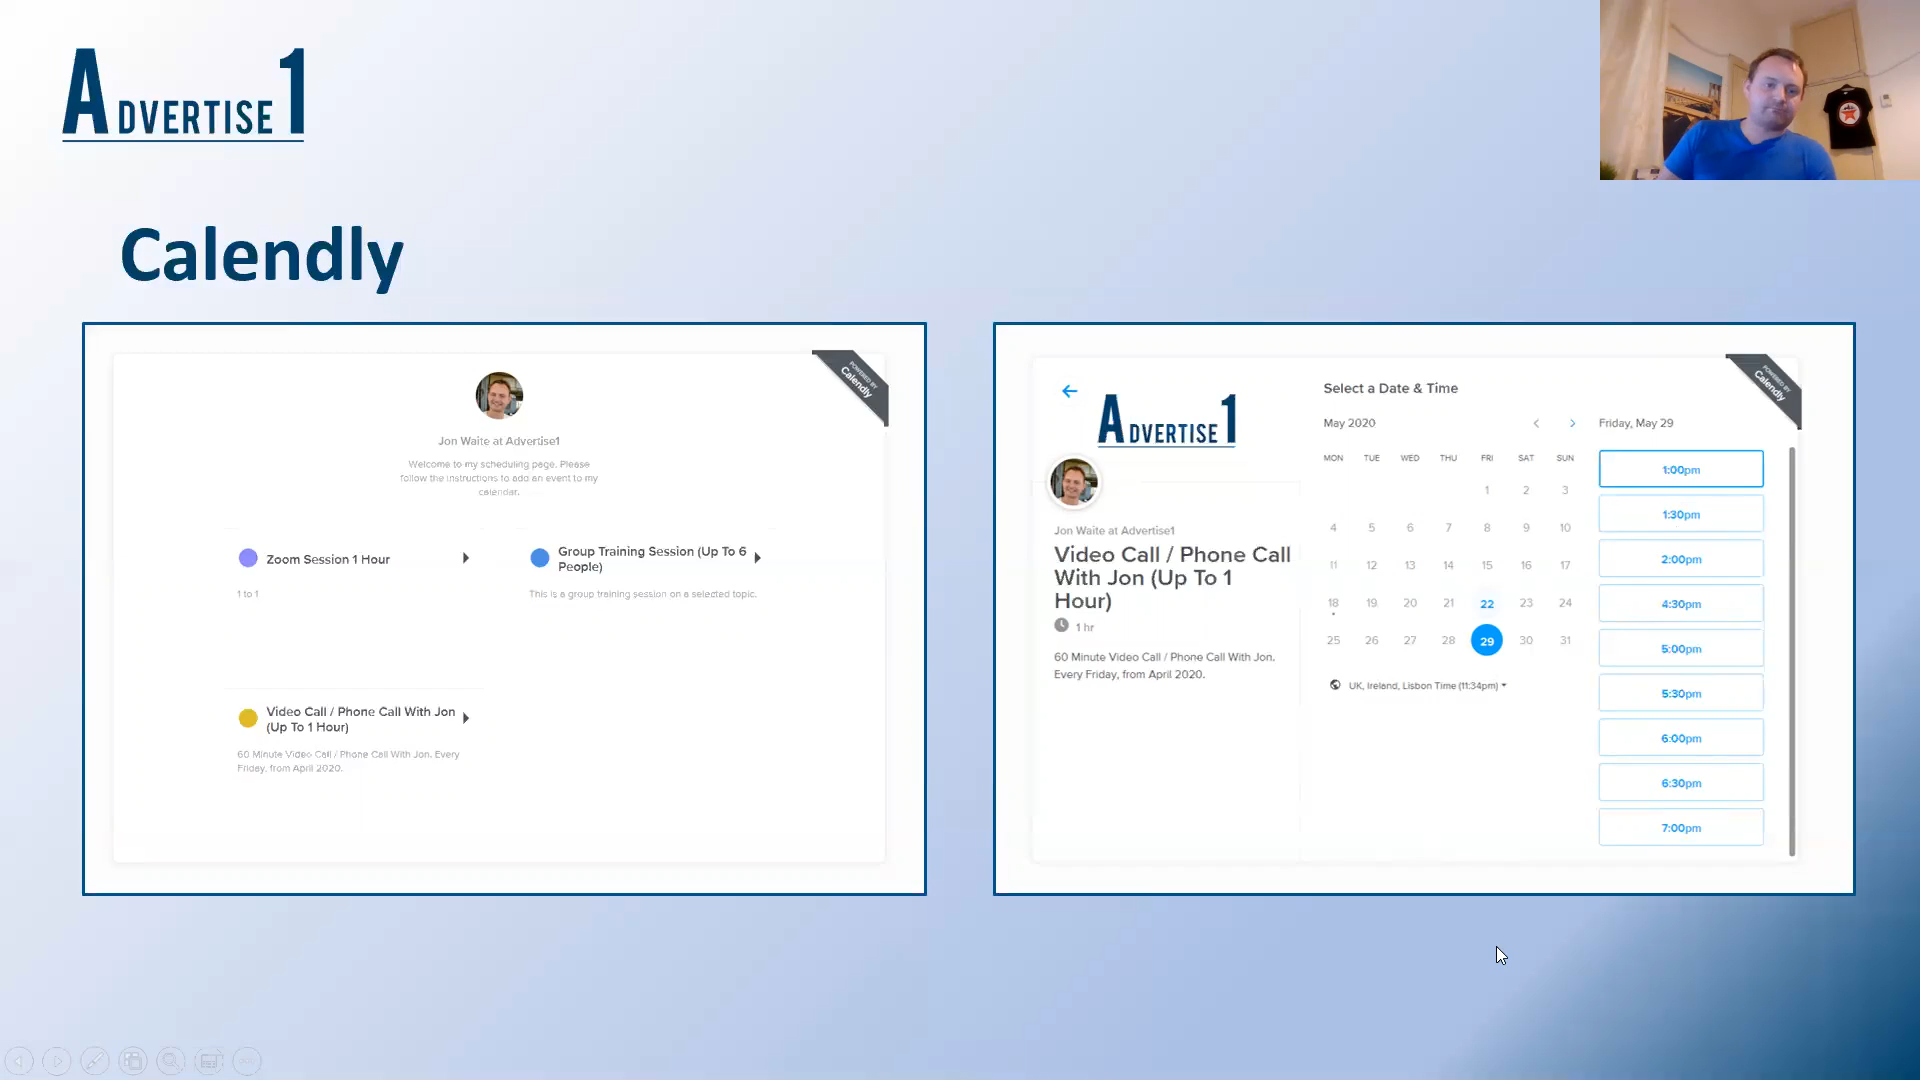 ADVERTISE 1
Calendly
POWERED BY
Calendly
Jon Waite at Advertise1
Welcome to my scheduling page. Please
follow the instructions to add an event to my
calendar.
Zoom Session 1 Hour
1 to 1
Group Training Session (Up To 6
People)
This is a group training session on a selected topic.
Video Call / Phone Call With Jon
(Up To 1 Hour)
60 Minute Video Call / Phone Call With Jon. Every
Friday, from April 2020.
POWERED BY
Calendly
ADVERTISE 1
Jon Waite at Advertise1
Video Call / Phone Call
With Jon (Up To 1
Hour)
1 hr
60 Minute Video Call / Phone Call With Jon.
Every Friday, from April 2020.
Select a Date & Time
May 2020
MON TUE WED THU FRI SAT SUN
1 2 3
4 5 6 7 8 9 10
11 12 13 14 15 16 17
18 19 20 21 22 23 24
25 26 27 28 29 30 31
UK, Ireland, Lisbon Time (11:34pm)
Friday, May 29
1:00pm
1:30pm
2:00pm
4:30pm
5:00pm
5:30pm
6:00pm
6:30pm
7:00pm